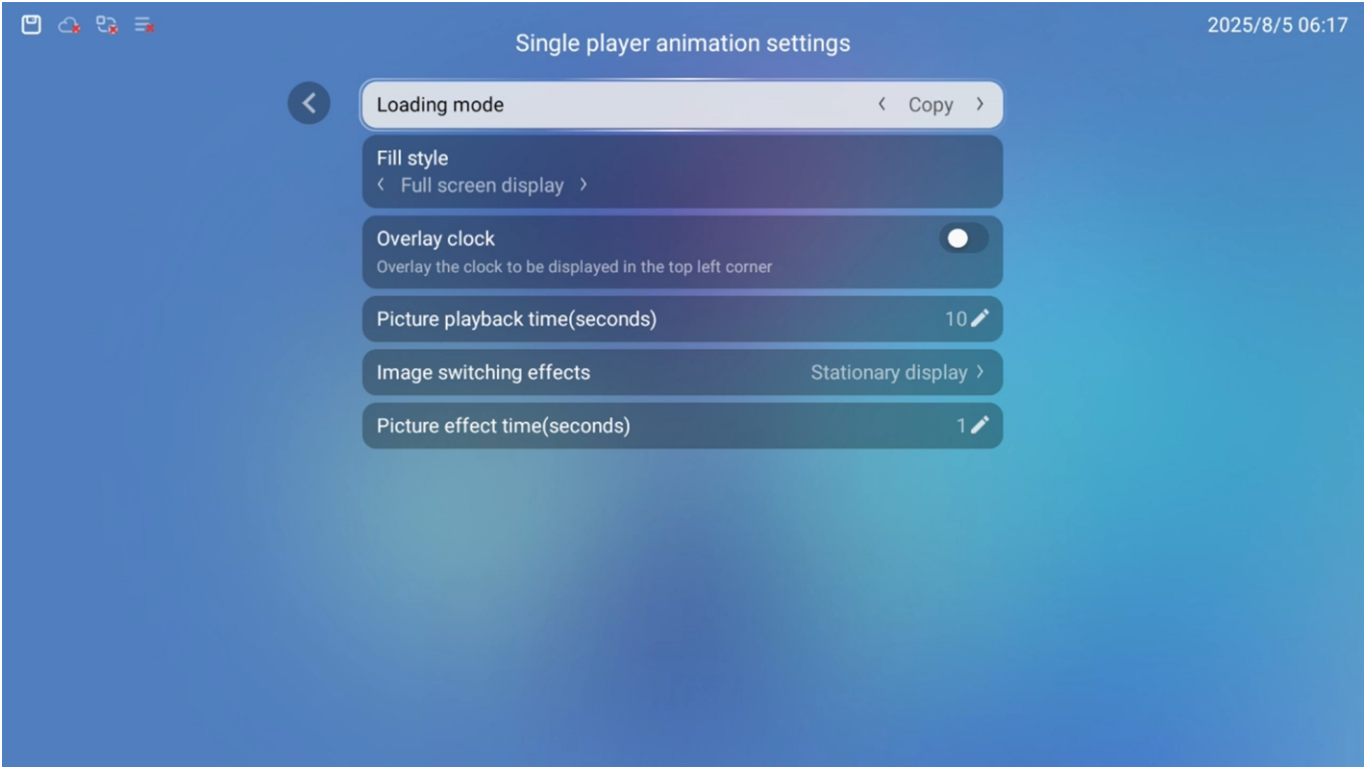 2025/8/5 06:17
Single player animation settings
Loading mode
Copy
Fill style
Full screen display
Overlay clock
Overlay the clock to be displayed in the top left corner
Picture playback time(seconds)
10
Image switching effects
Stationary display
Picture effect time(seconds)
1